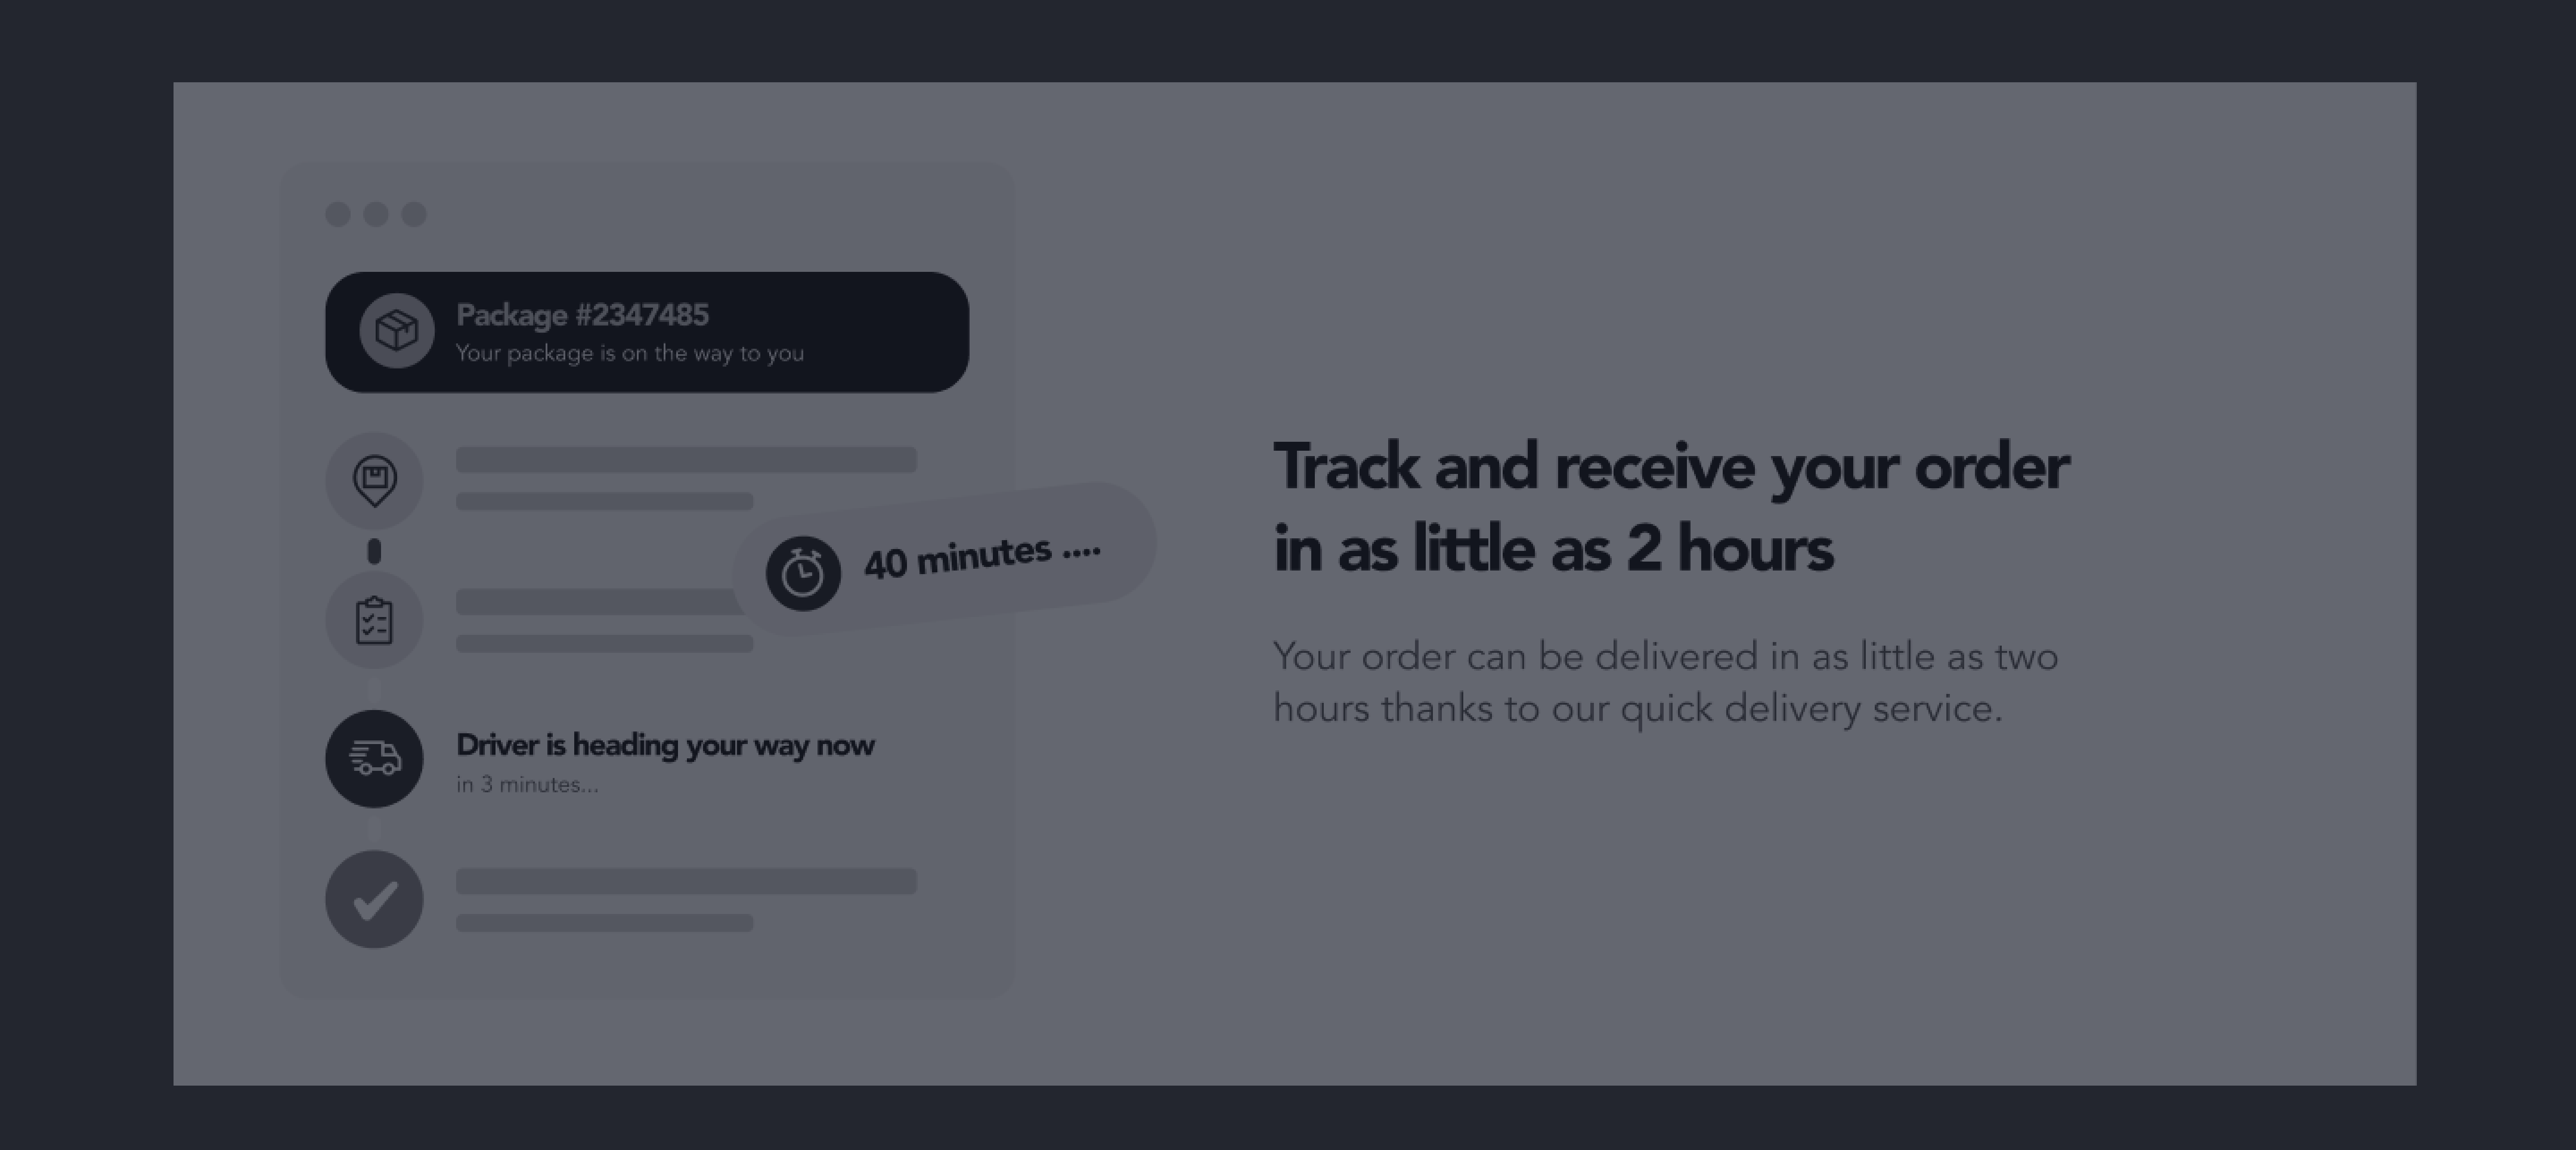 Package #2347485
Your package is on the way to you
40 minutes ....
Driver is heading your way now
in 3 minutes...
Track and receive your order
in as little as 2 hours
Your order can be delivered in as little as two
hours thanks to our quick delivery service.